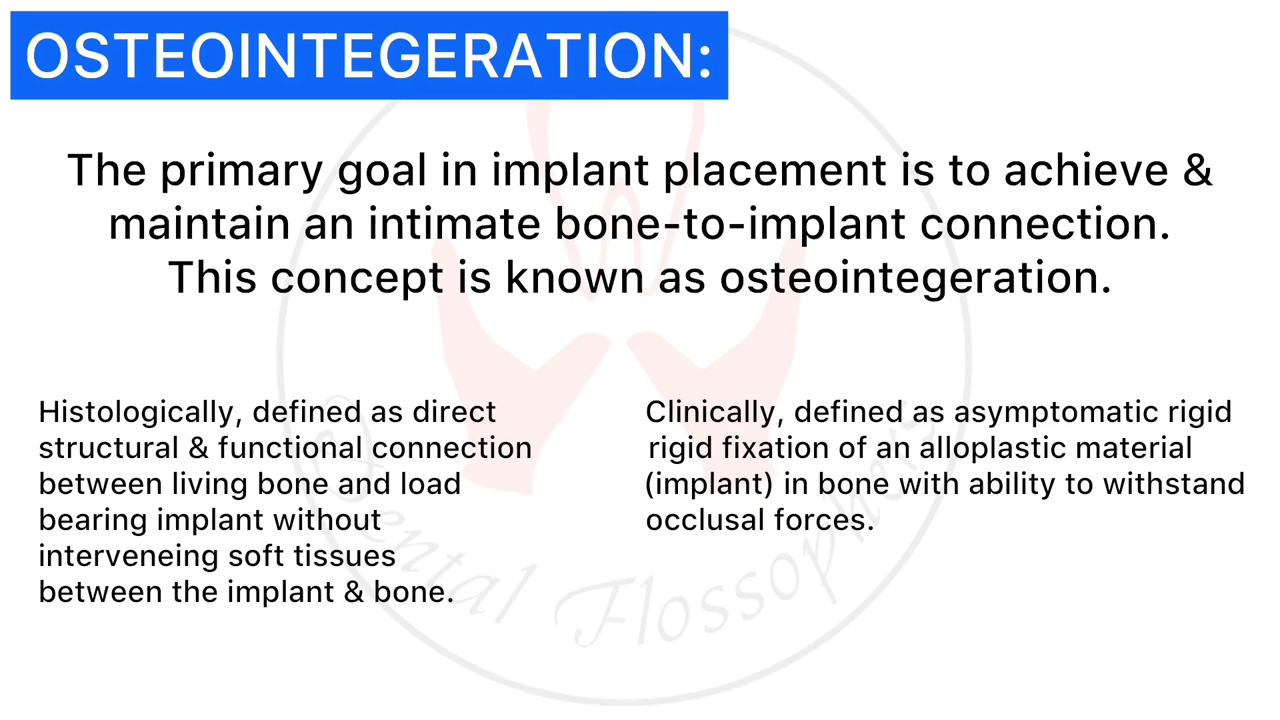 OSTEOINTEGERATION:
The primary goal in implant placement is to achieve &
maintain an intimate bone-to-implant connection.
This concept is known as osteointegeration.
Histologically, defined as direct
structural & functional connection
between living bone and load
bearing implant without
interveneing soft tissues
between the implant & bone.
Clinically, defined as asymptomatic rigid
rigid fixation of an alloplastic material
(implant) in bone with ability to withstand
occlusal forces.
Dental Flossophers